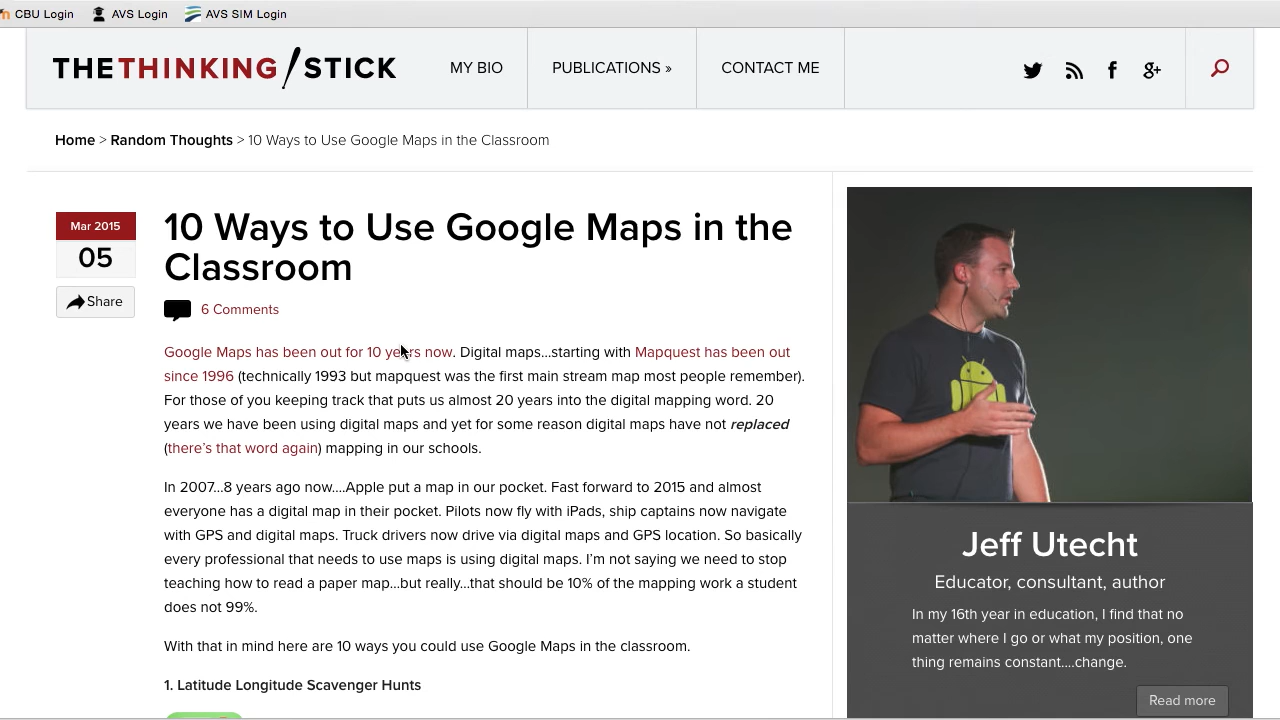 CBU Login AVS Login AVS SIM Login
THETHINKING/STICK MY BIO PUBLICATIONS » CONTACT ME
Home > Random Thoughts > 10 Ways to Use Google Maps in the Classroom
Mar 2015
05
Share
10 Ways to Use Google Maps in the
Classroom
6 Comments
Google Maps has been out for 10 years now. Digital maps...starting with Mapquest has been out
since 1996 (technically 1993 but mapquest was the first main stream map most people remember).
For those of you keeping track that puts us almost 20 years into the digital mapping word. 20
years we have been using digital maps and yet for some reason digital maps have not replaced
(there's that word again) mapping in our schools.
In 2007...8 years ago now....Apple put a map in our pocket. Fast forward to 2015 and almost
everyone has a digital map in their pocket. Pilots now fly with iPads, ship captains now navigate
with GPS and digital maps. Truck drivers now drive via digital maps and GPS location. So basically
every professional that needs to use maps is using digital maps. I'm not saying we need to stop
teaching how to read a paper map...but really...that should be 10% of the mapping work a student
does not 99%.
With that in mind here are 10 ways you could use Google Maps in the classroom.
1. Latitude Longitude Scavenger Hunts
Jeff Utecht
Educator, consultant, author
In my 16th year in education, I find that no
matter where I go or what my position, one
thing remains constant....change.
Read more